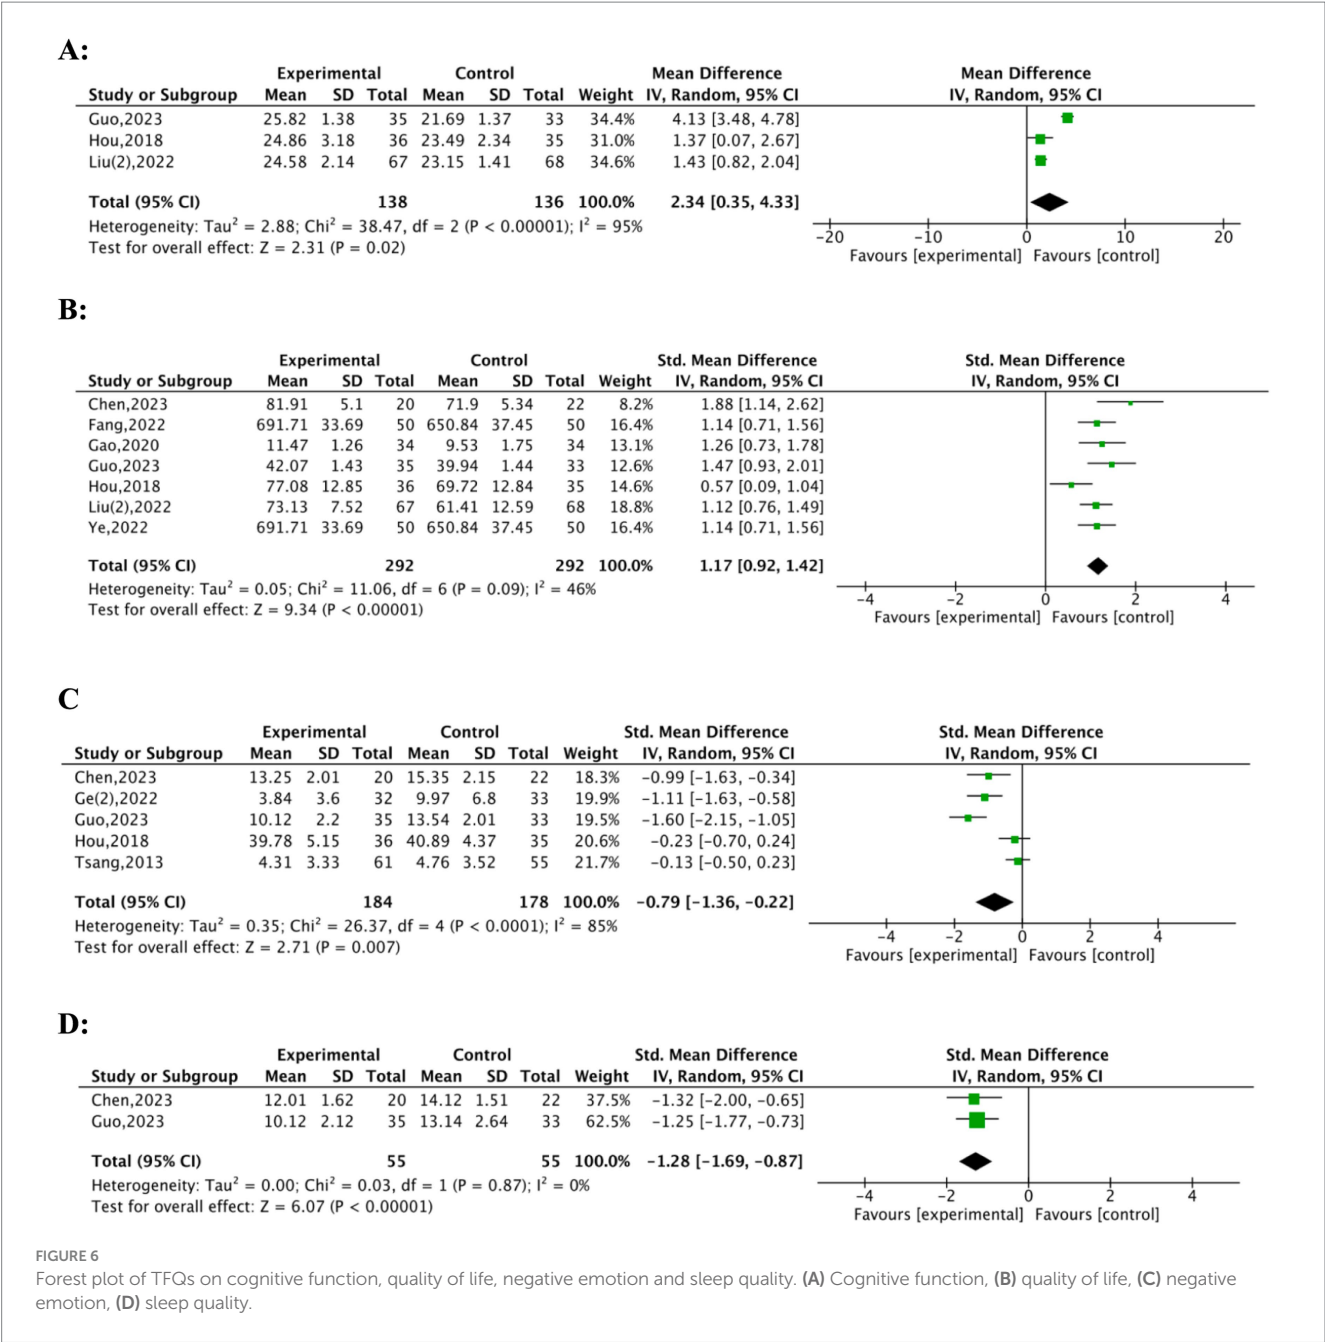 A:
Experimental Control Mean Difference Mean Difference
Study or Subgroup Mean SD Total Mean SD Total Weight IV, Random, 95% CI IV, Random, 95% CI
Guo,2023 25.82 1.38 35 21.69 1.37 33 34.4% 4.13 [3.48, 4.78]
Hou,2018 24.86 3.18 36 23.49 2.34 35 31.0% 1.37 [0.07, 2.67]
Liu(2),2022 24.58 2.14 67 23.15 1.41 68 34.6% 1.43 [0.82, 2.04]
Total (95% CI) 138 136 100.0% 2.34 [0.35, 4.33]
Heterogeneity: Tau² = 2.88; Chi² = 38.47, df = 2 (P < 0.00001); I² = 95%
Test for overall effect: Z = 2.31 (P = 0.02)
−20 −10 0 10 20
Favours [experimental] Favours [control]
B:
Experimental Control Std. Mean Difference Std. Mean Difference
Study or Subgroup Mean SD Total Mean SD Total Weight IV, Random, 95% CI IV, Random, 95% CI
Chen,2023 81.91 5.1 20 71.9 5.34 22 8.2% 1.88 [1.14, 2.62]
Fang,2022 691.71 33.69 50 650.84 37.45 50 16.4% 1.14 [0.71, 1.56]
Gao,2020 11.47 1.26 34 9.53 1.75 34 13.1% 1.26 [0.73, 1.78]
Guo,2023 42.07 1.43 35 39.94 1.44 33 12.6% 1.47 [0.93, 2.01]
Hou,2018 77.08 12.85 36 69.72 12.84 35 14.6% 0.57 [0.09, 1.04]
Liu(2),2022 73.13 7.52 67 61.41 12.59 68 18.8% 1.12 [0.76, 1.49]
Ye,2022 691.71 33.69 50 650.84 37.45 50 16.4% 1.14 [0.71, 1.56]
Total (95% CI) 292 292 100.0% 1.17 [0.92, 1.42]
Heterogeneity: Tau² = 0.05; Chi² = 11.06, df = 6 (P = 0.09); I² = 46%
Test for overall effect: Z = 9.34 (P < 0.00001)
−4 −2 0 2 4
Favours [experimental] Favours [control]
C
Experimental Control Std. Mean Difference Std. Mean Difference
Study or Subgroup Mean SD Total Mean SD Total Weight IV, Random, 95% CI IV, Random, 95% CI
Chen,2023 13.25 2.01 20 15.35 2.15 22 18.3% −0.99 [−1.63, −0.34]
Ge(2),2022 3.84 3.6 32 9.97 6.8 33 19.9% −1.11 [−1.63, −0.58]
Guo,2023 10.12 2.2 35 13.54 2.01 33 19.5% −1.60 [−2.15, −1.05]
Hou,2018 39.78 5.15 36 40.89 4.37 35 20.6% −0.23 [−0.70, 0.24]
Tsang,2013 4.31 3.33 61 4.76 3.52 55 21.7% −0.13 [−0.50, 0.23]
Total (95% CI) 184 178 100.0% −0.79 [−1.36, −0.22]
Heterogeneity: Tau² = 0.35; Chi² = 26.37, df = 4 (P < 0.0001); I² = 85%
Test for overall effect: Z = 2.71 (P = 0.007)
−4 −2 0 2 4
Favours [experimental] Favours [control]
D:
Experimental Control Std. Mean Difference Std. Mean Difference
Study or Subgroup Mean SD Total Mean SD Total Weight IV, Random, 95% CI IV, Random, 95% CI
Chen,2023 12.01 1.62 20 14.12 1.51 22 37.5% −1.32 [−2.00, −0.65]
Guo,2023 10.12 2.12 35 13.14 2.64 33 62.5% −1.25 [−1.77, −0.73]
Total (95% CI) 55 55 100.0% −1.28 [−1.69, −0.87]
Heterogeneity: Tau² = 0.00; Chi² = 0.03, df = 1 (P = 0.87); I² = 0%
Test for overall effect: Z = 6.07 (P < 0.00001)
−4 −2 0 2 4
Favours [experimental] Favours [control]
FIGURE 6
Forest plot of TFQs on cognitive function, quality of life, negative emotion and sleep quality. (A) Cognitive function, (B) quality of life, (C) negative
emotion, (D) sleep quality.